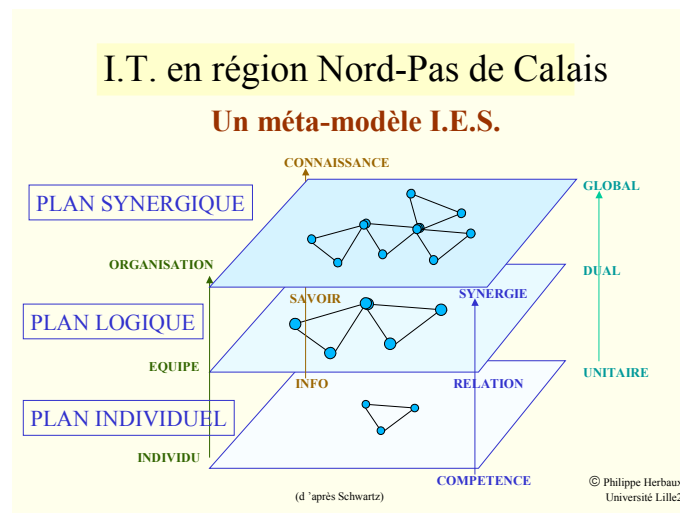 I.T. en région Nord-Pas de Calais
Un méta-modèle I.E.S.
CONNAISSANCE
GLOBAL
PLAN SYNERGIQUE
ORGANISATION
DUAL
SAVOIR
SYNERGIE
PLAN LOGIQUE
EQUIPE
UNITAIRE
INFO
RELATION
PLAN INDIVIDUEL
INDIVIDU
COMPETENCE
(d 'après Schwartz)
© Philippe Herbaux
Université Lille2